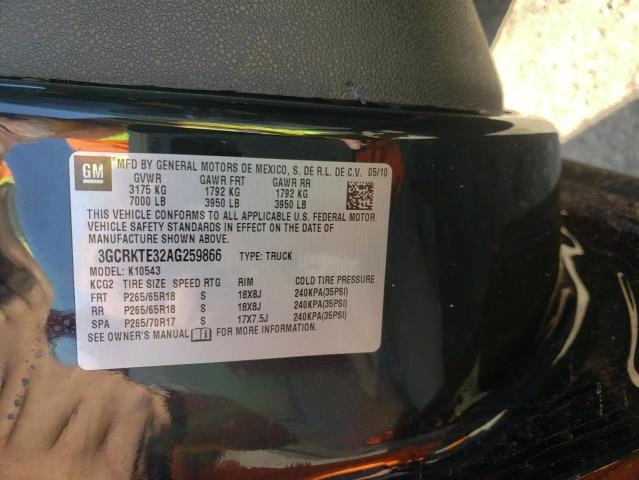 GM MFD BY GENERAL MOTORS DE MEXICO, S. DE R.L. DE C.V. 05/10
GVWR GAWR FRT GAWR RR
3175 KG 1792 KG 1792 KG
7000 LB 3950 LB 3950 LB
THIS VEHICLE CONFORMS TO ALL APPLICABLE U.S. FEDERAL MOTOR
VEHICLE SAFETY STANDARDS IN EFFECT ON THE DATE OF
MANUFACTURE SHOWN ABOVE.
3GCRKTE32AG259866 TYPE: TRUCK
MODEL: K10543
KCG2 TIRE SIZE SPEED RTG RIM COLD TIRE PRESSURE
FRT P265/65R18 S 18X8J 240KPA(35PSI)
RR P265/65R18 S 18X8J 240KPA(35PSI)
SPA P265/70R17 S 17X7.5J 240KPA(35PSI)
SEE OWNER'S MANUAL FOR MORE INFORMATION.